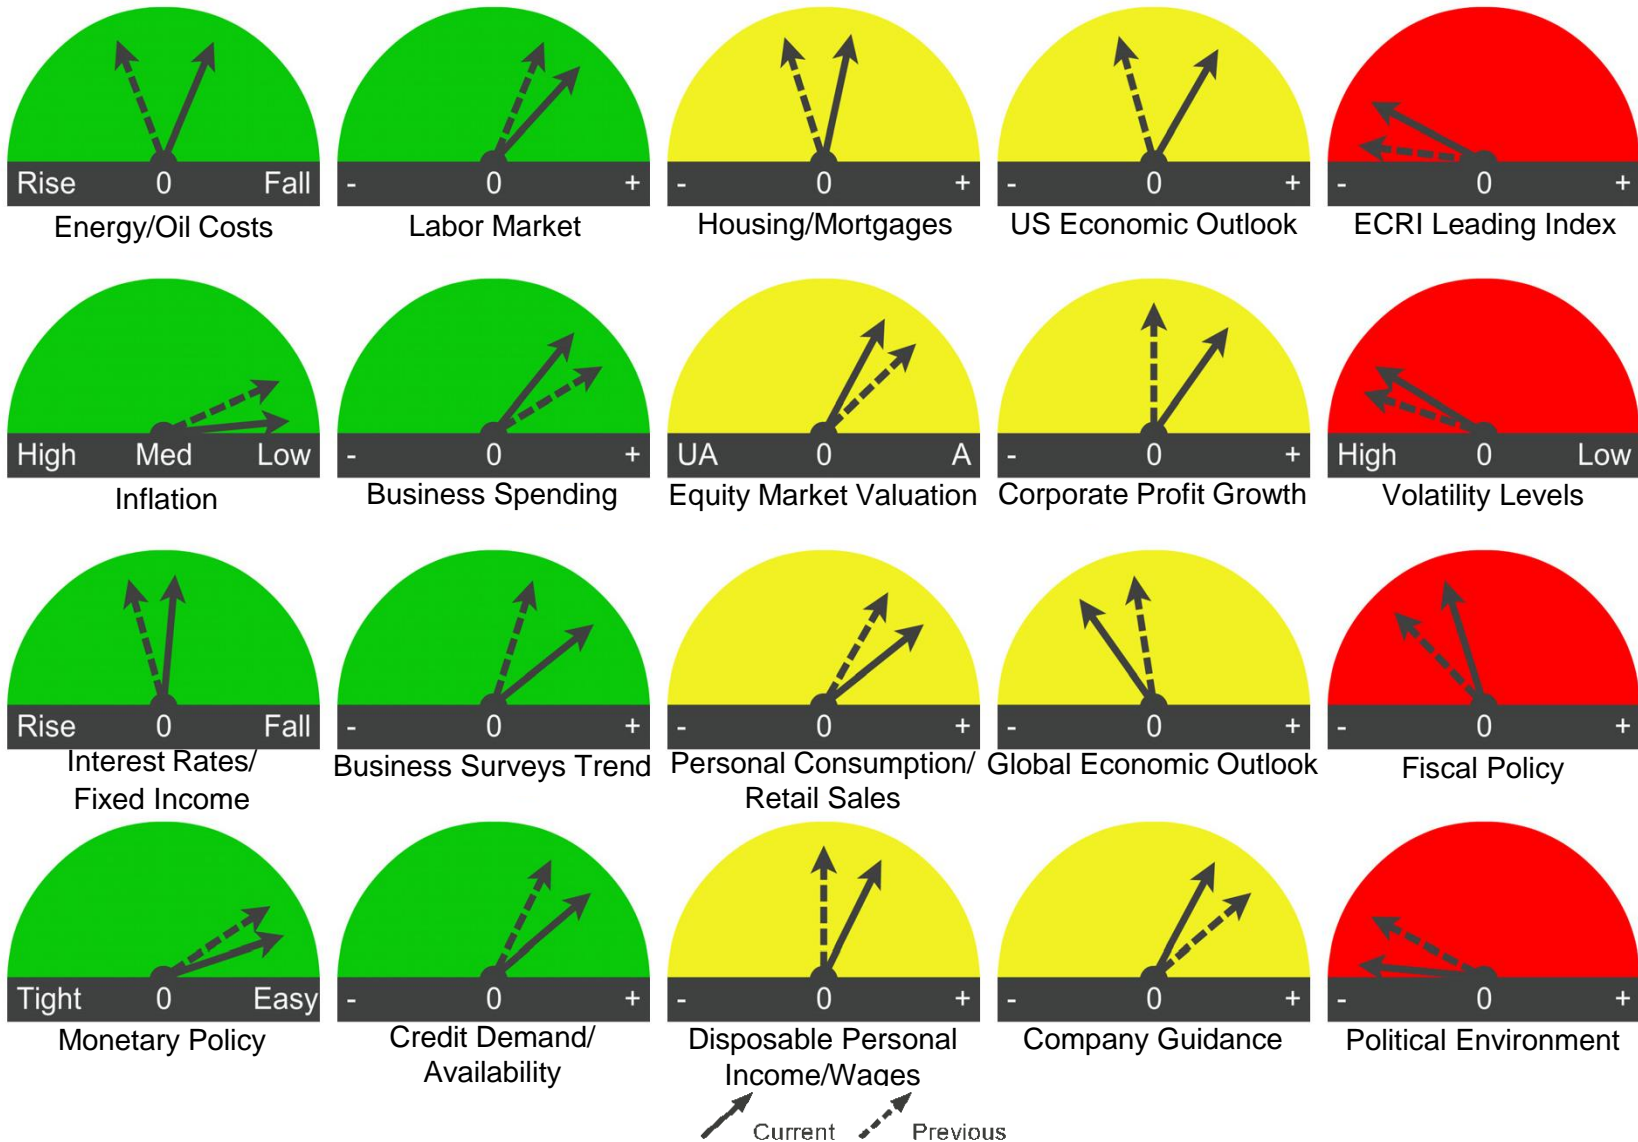 Rise 0 Fall
- 0 +
- 0 +
- 0 +
- 0 +
Energy/Oil Costs
Labor Market
Housing/Mortgages
US Economic Outlook
ECRI Leading Index
High Med Low
- 0 +
UA 0 A
- 0 +
High 0 Low
Inflation
Business Spending
Equity Market Valuation
Corporate Profit Growth
Volatility Levels
Rise 0 Fall
- 0 +
- 0 +
- 0 +
- 0 +
Interest Rates/
Fixed Income
Business Surveys Trend
Personal Consumption/
Retail Sales
Global Economic Outlook
Fiscal Policy
Tight 0 Easy
- 0 +
- 0 +
- 0 +
- 0 +
Monetary Policy
Credit Demand/
Availability
Disposable Personal
Income/Wages
Company Guidance
Political Environment
Current
Previous